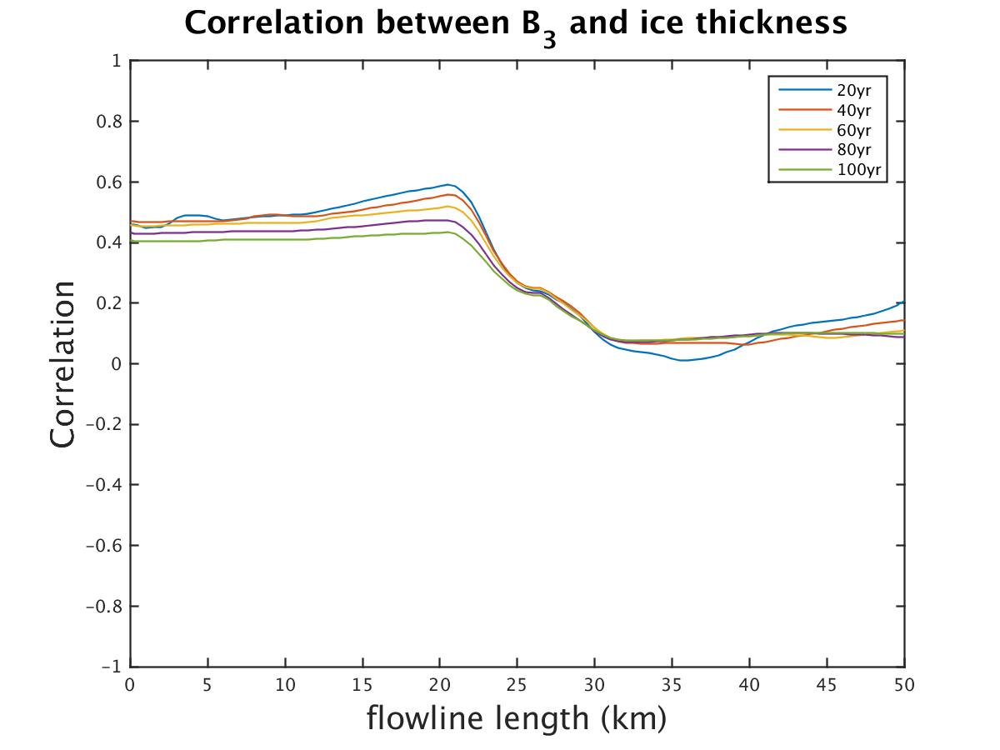 Correlation between B3 and ice thickness
1
0.8
0.6
0.4
0.2
0
−0.2
−0.4
−0.6
−0.8
−1
Correlation
20yr
40yr
60yr
80yr
100yr
0 5 10 15 20 25 30 35 40 45 50
flowline length (km)